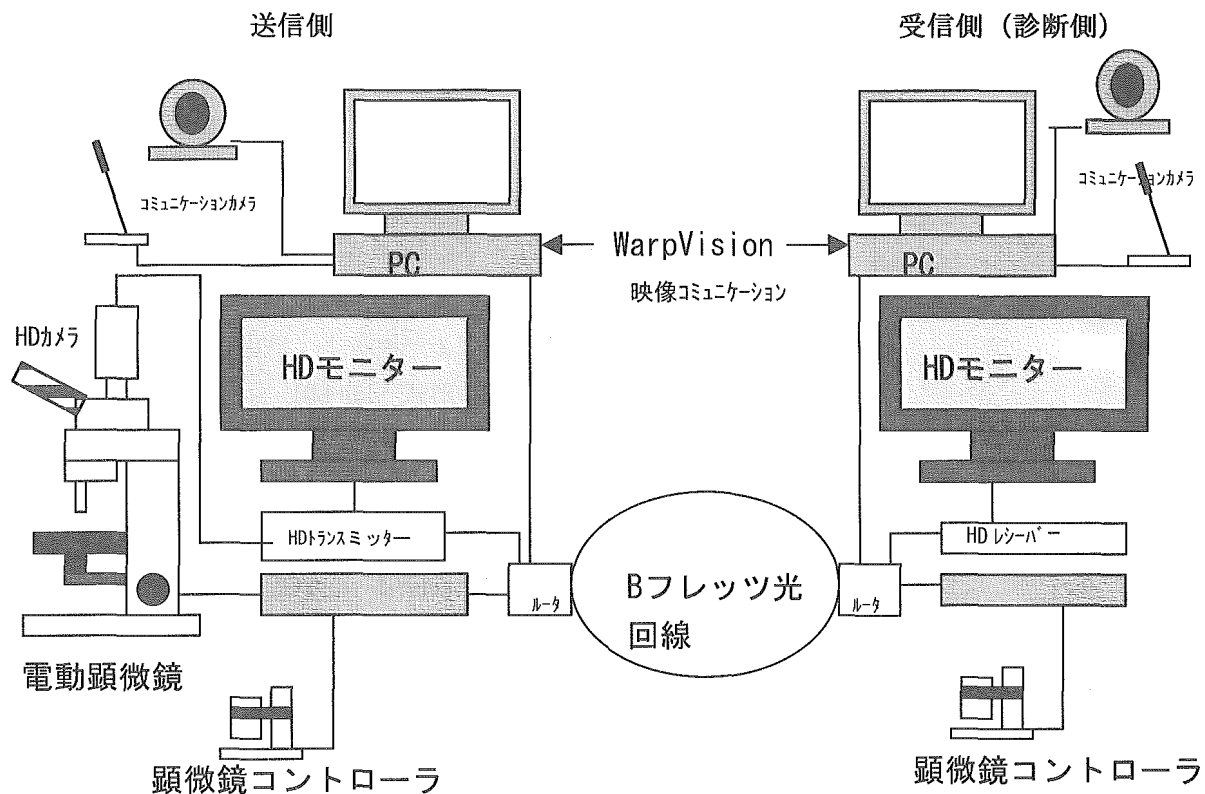 送信側
受信側（診断側）
コミュニケーションカメラ
コミュニケーションカメラ
PC
WarpVision
PC
映像コミュニケーション
HDカメラ
HDモニター
HDモニター
HDトランスミッター
HDレシーバー
ルータ
Bフレッツ光
回線
ルータ
電動顕微鏡
顕微鏡コントローラ
顕微鏡コントローラ